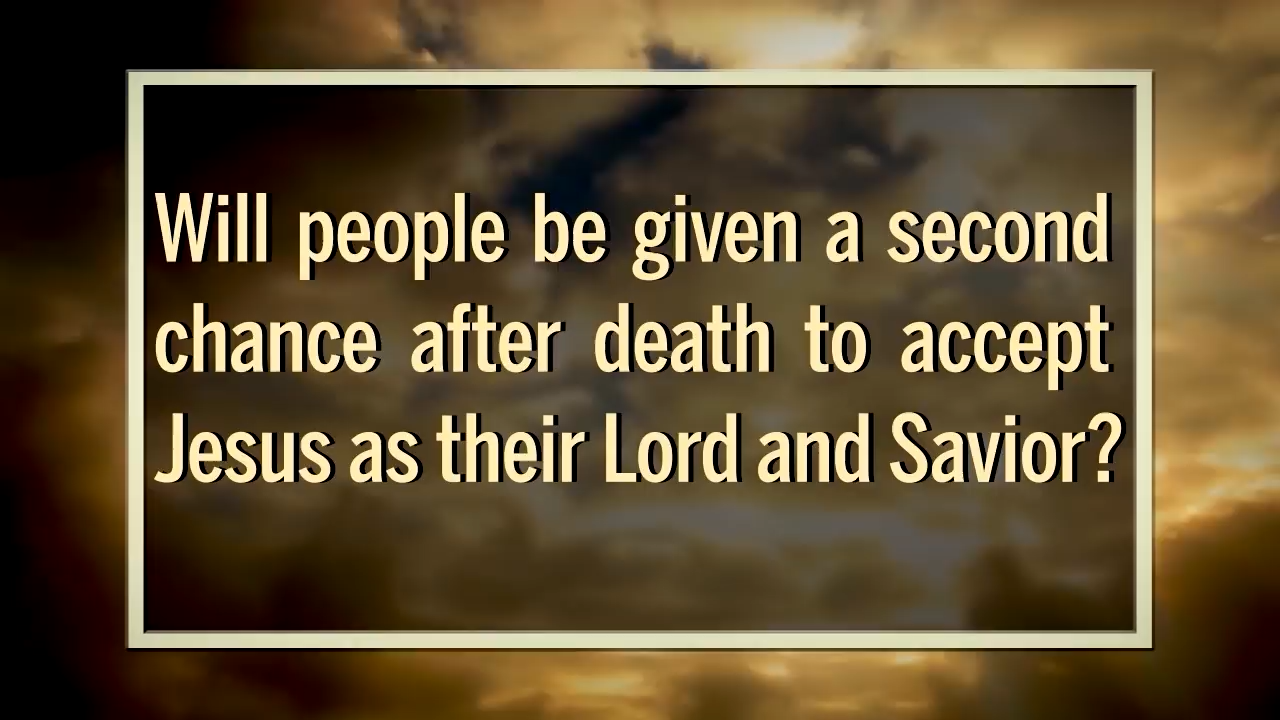 Will people be given a second
chance after death to accept
Jesus as their Lord and Savior?